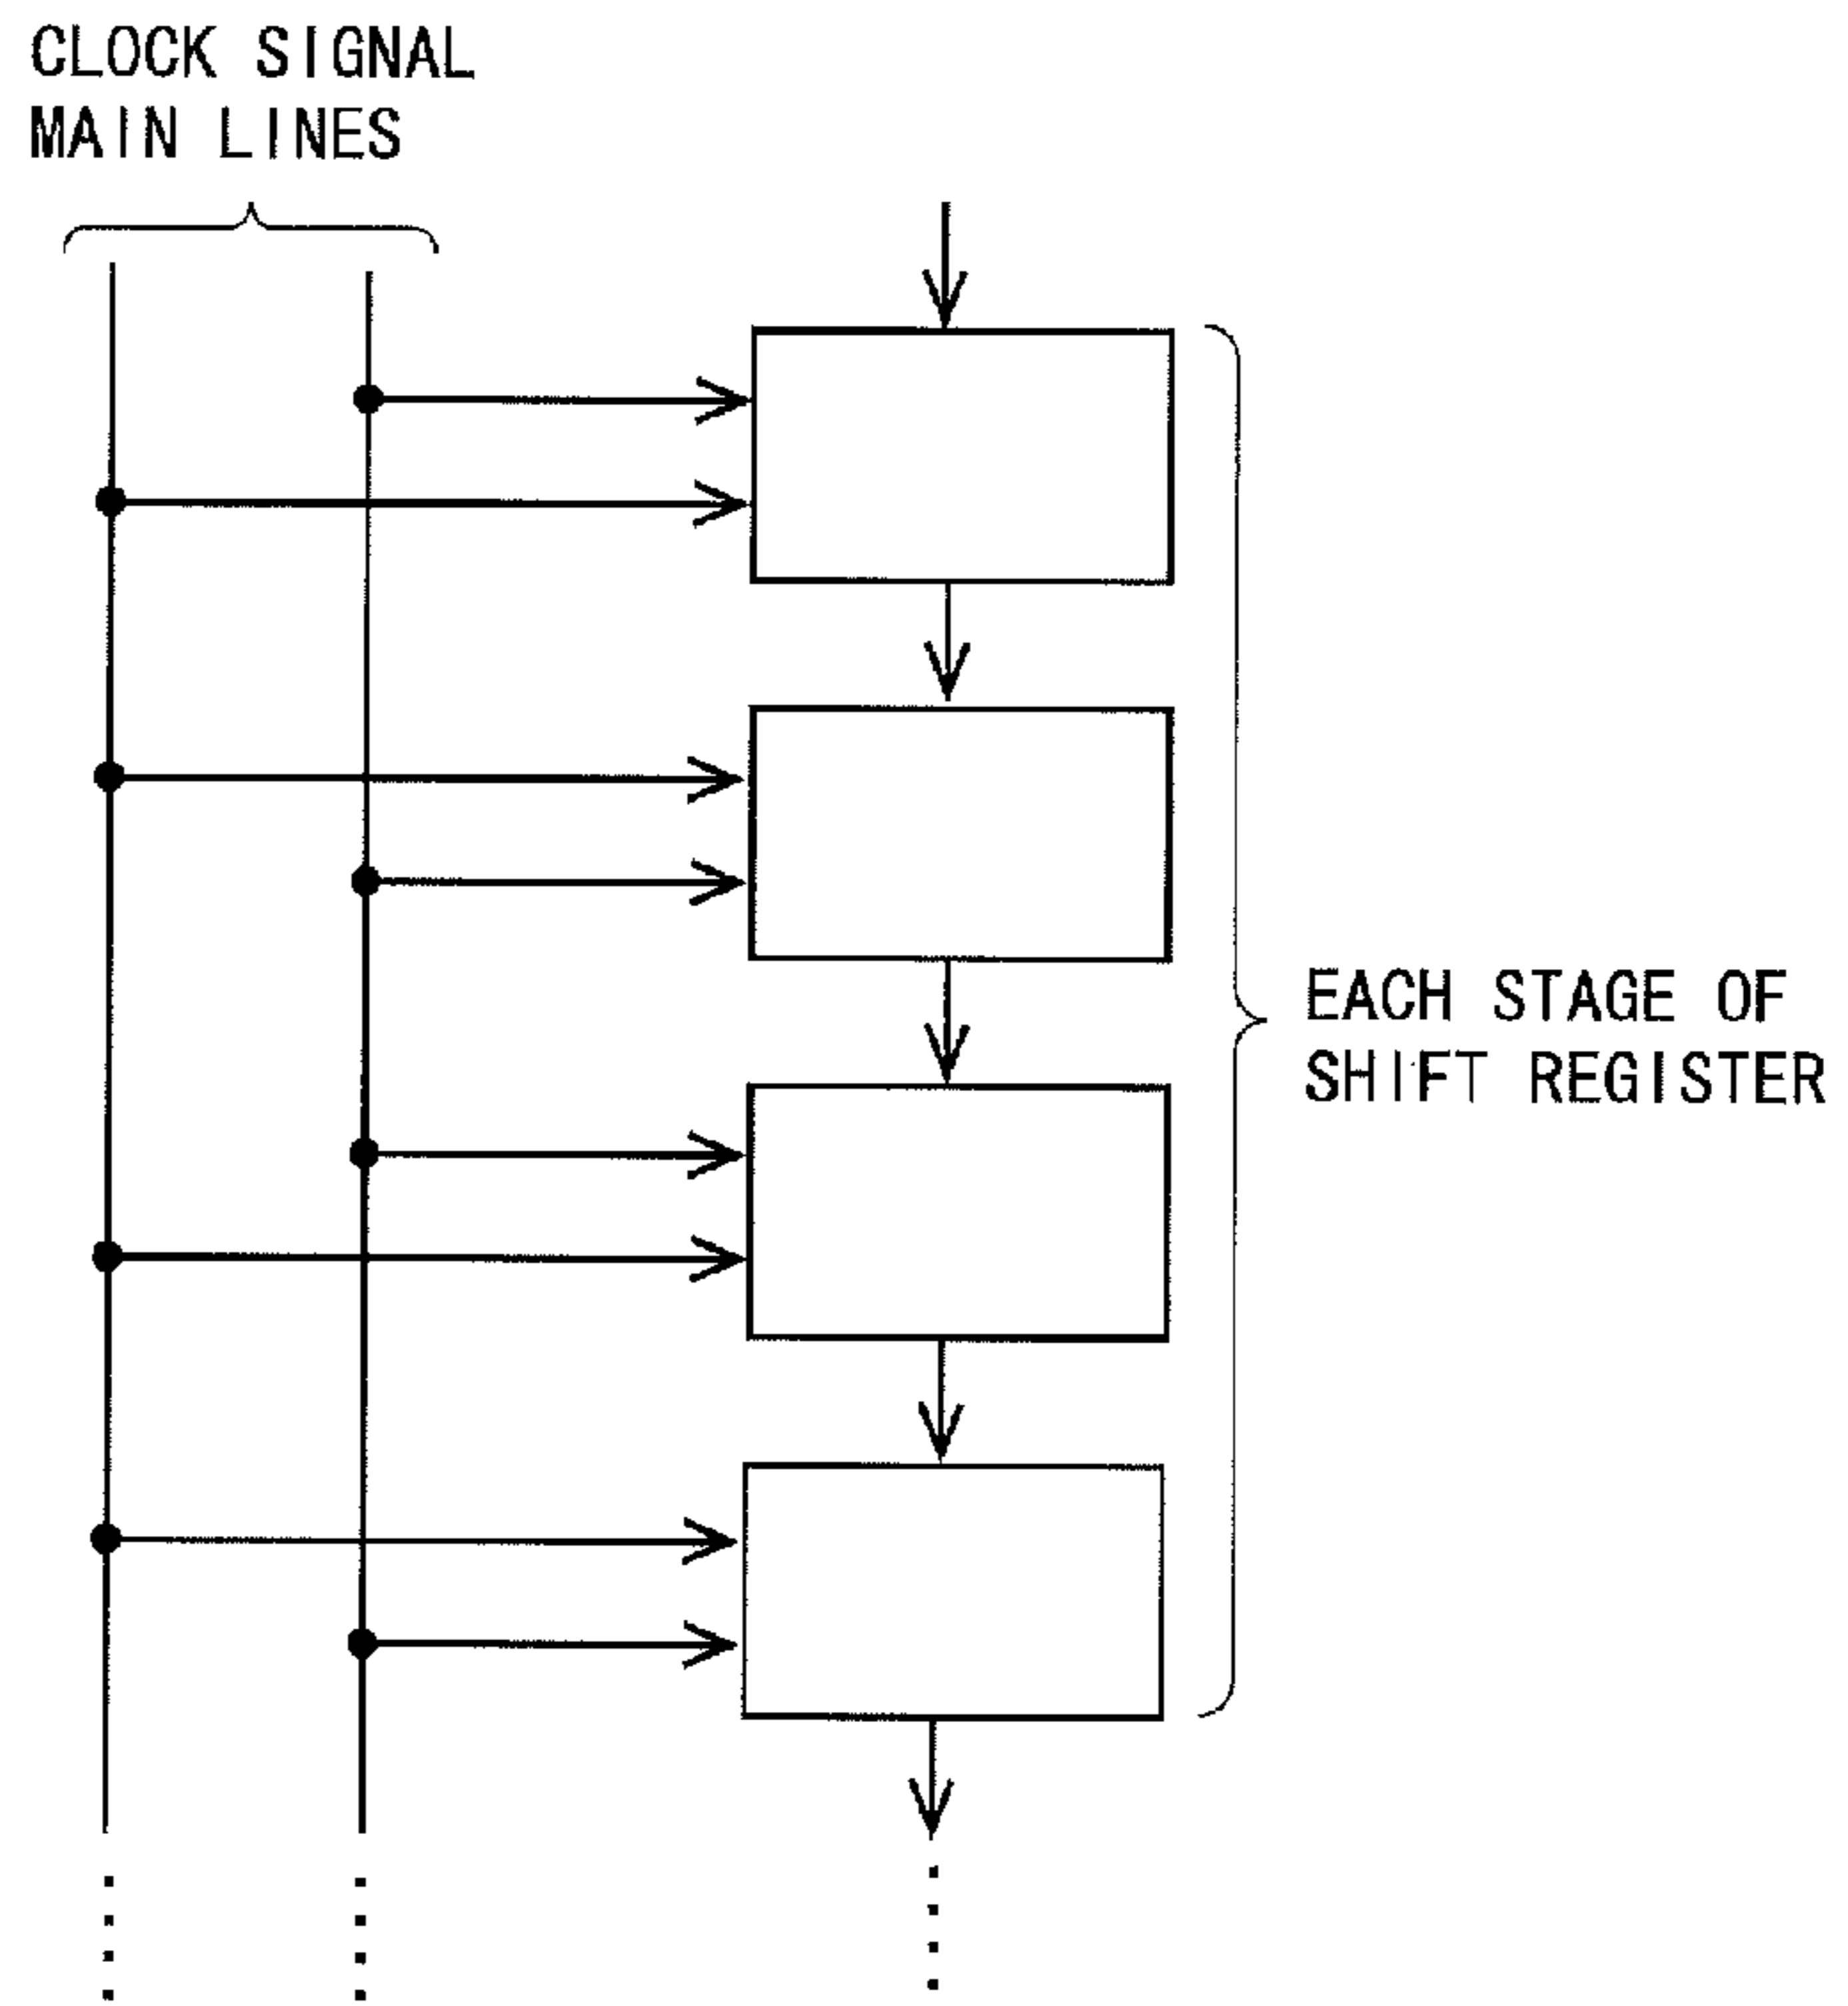 CLOCK SIGNAL
MAIN LINES
EACH STAGE OF
SHIFT REGISTER